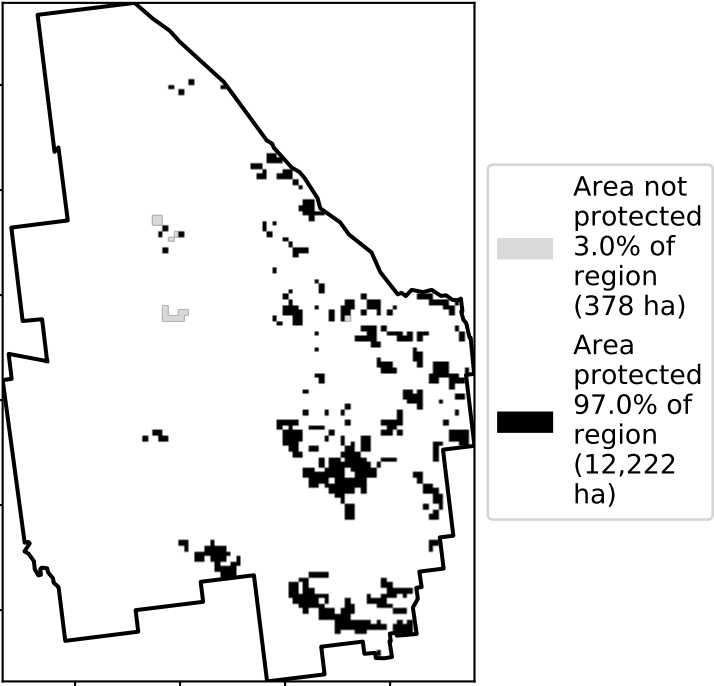 Area not
protected
3.0% of
region
(378 ha)
Area
protected
97.0% of
region
(12,222
ha)